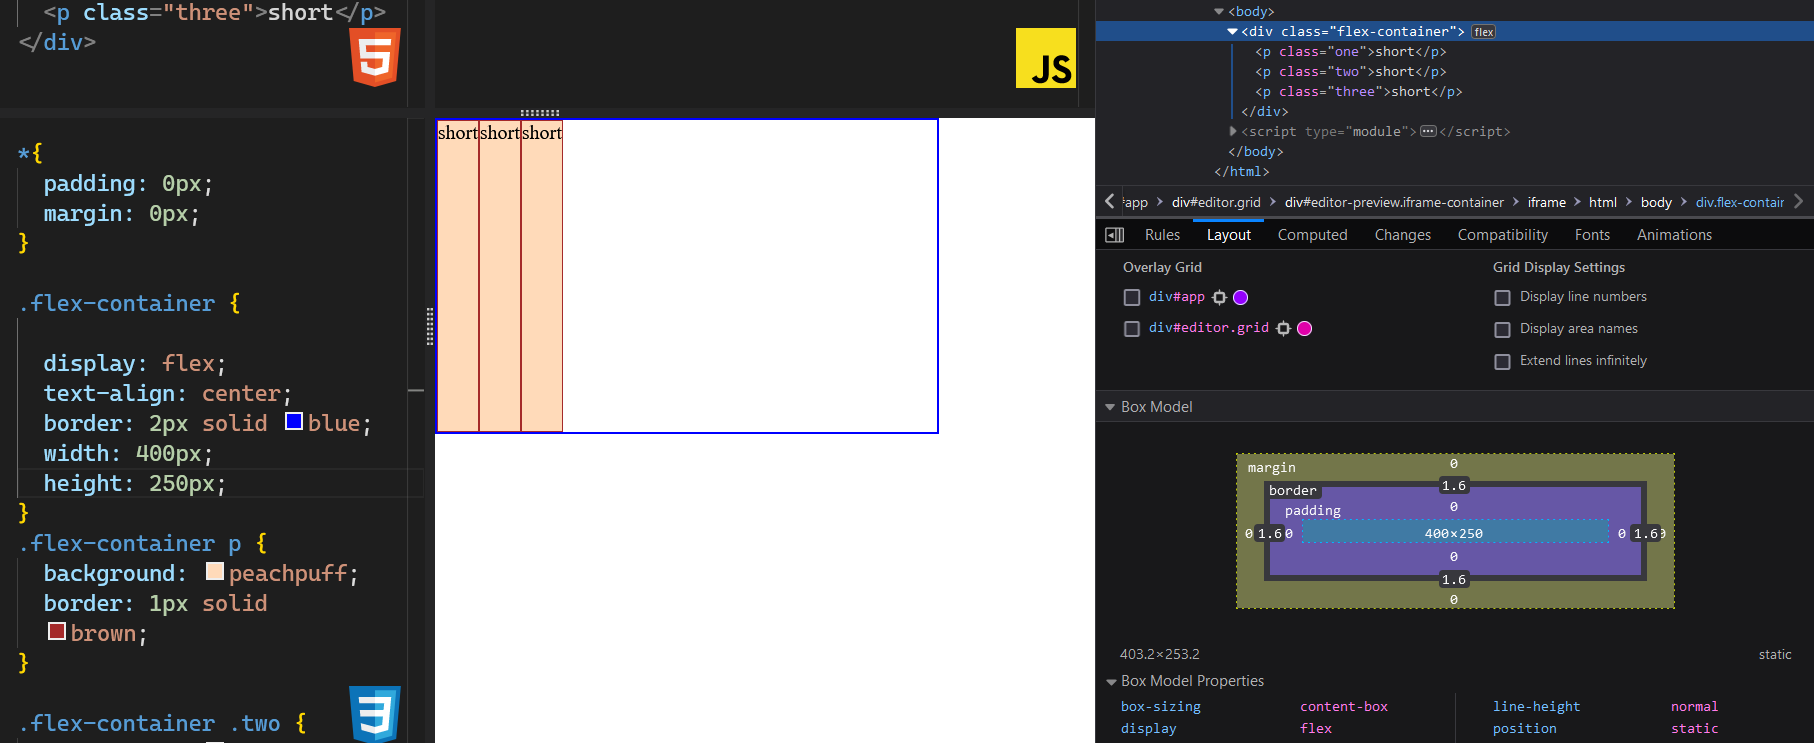 <p class="three">short</p>
</div>
5
*{
padding: 0px;
margin: 0px;
}
.flex-container {
display: flex;
text-align: center;
border: 2px solid blue;
width: 400px;
height: 250px;
}
.flex-container p {
background: peachpuff;
border: 1px solid
brown;
}
.flex-container .two {
3
JS
short short short
<body>
<div class="flex-container"> flex
<p class="one">short</p>
<p class="two">short</p>
<p class="three">short</p>
</div>
<script type="module"> ⋯ </script>
</body>
</html>
#app > div#editor.grid > div#editor-preview.iframe-container > iframe > html > body > div.flex-contair
Rules Layout Computed Changes Compatibility Fonts Animations
Overlay Grid Grid Display Settings
div#app Display line numbers
div#editor.grid Display area names
Extend lines infinitely
Box Model
margin 0
border 1.6
padding 0
0 1.6 0 400×250 0 1.6 0
0
1.6
0
403.2×253.2 static
Box Model Properties
box-sizing content-box line-height normal
display flex position static